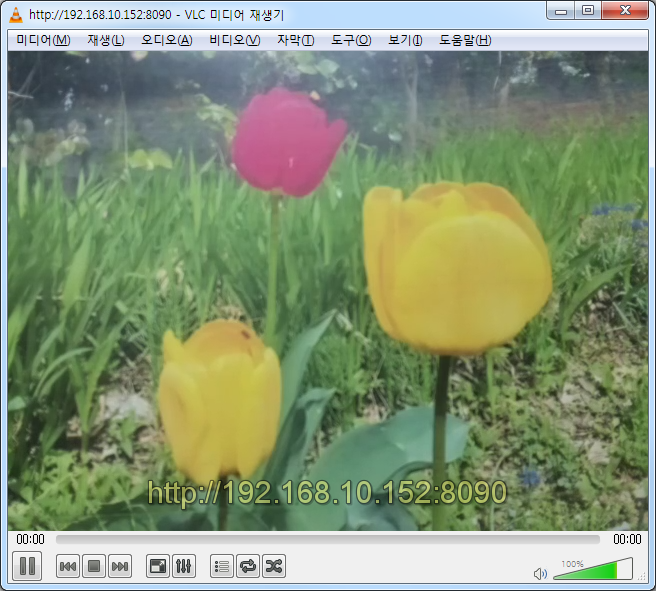 http://192.168.10.152:8090 - VLC 미디어 재생기
미디어(M) 재생(L) 오디오(A) 비디오(V) 자막(T) 도구(O) 보기(I) 도움말(H)
http://192.168.10.152:8090
00:00 00:00
100%